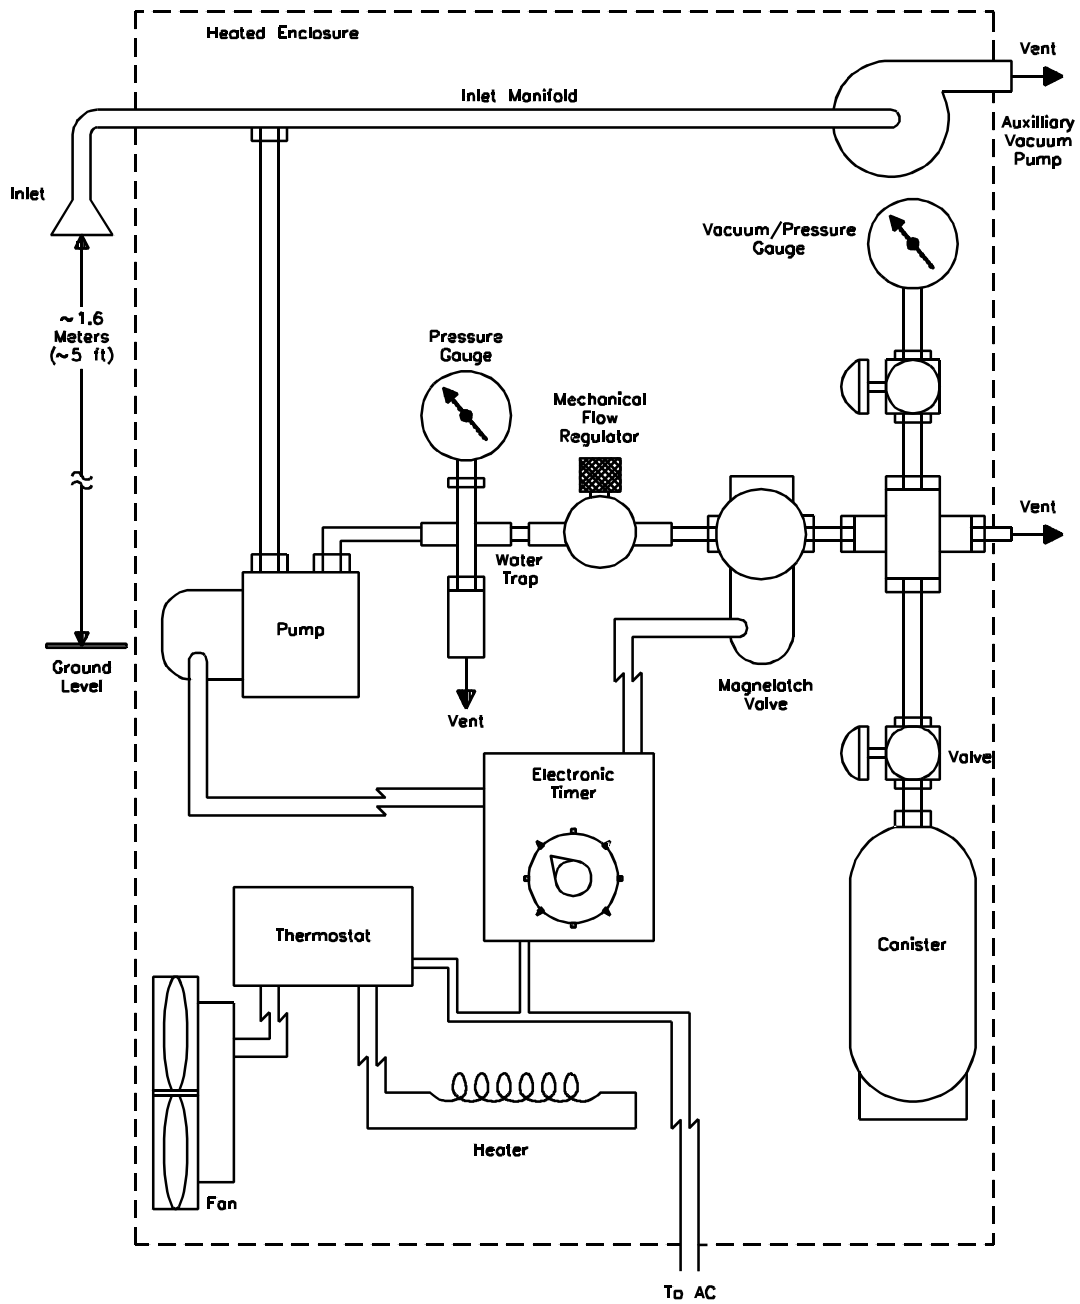 Heated Enclosure
Vent
Inlet Manifold
Auxilliary
Vacuum
Pump
Inlet
Vacuum/Pressure
Gauge
~1.6
Meters
(~5 ft)
Pressure
Gauge
Mechanical
Flow
Regulator
Vent
Water
Trap
Pump
Ground
Level
Magnelatch
Valve
Vent
Electronic
Timer
Valve
Thermostat
Canister
Heater
Fan
To AC